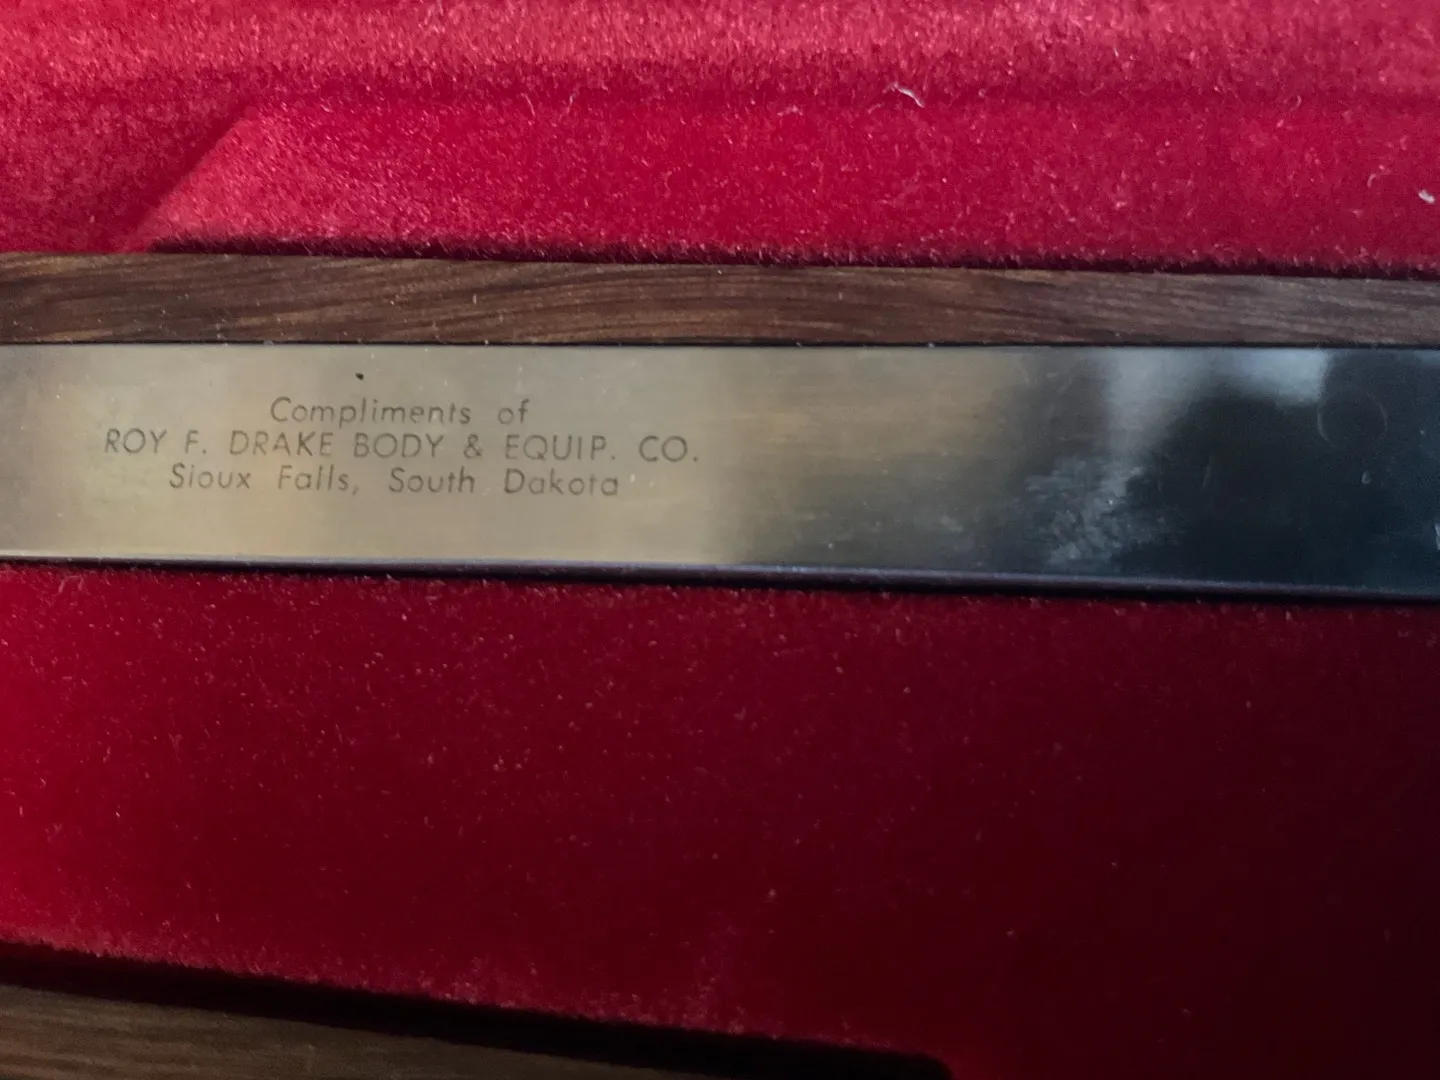 Compliments of
ROY F. DRAKE BODY & EQUIP. CO.
Sioux Falls, South Dakota